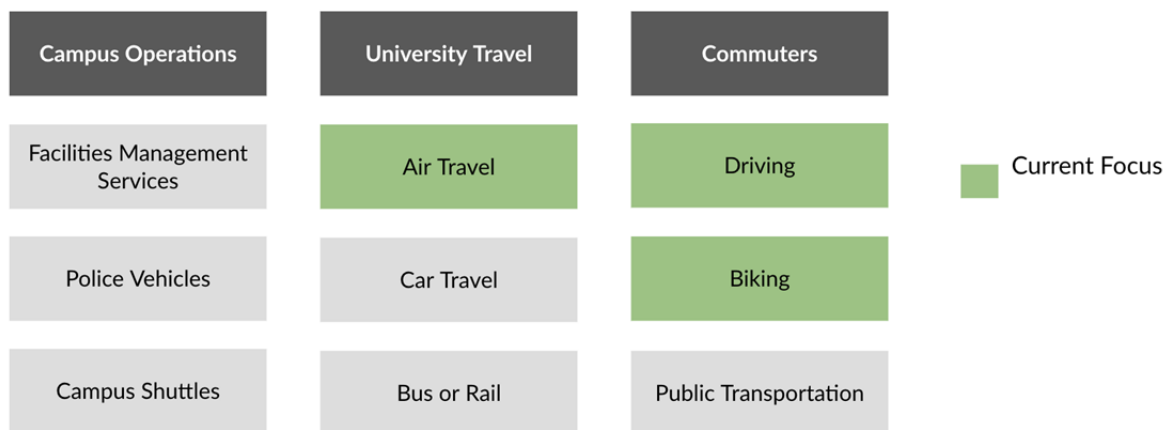 Campus Operations
University Travel
Commuters
Facilities Management
Services
Air Travel
Driving
Current Focus
Police Vehicles
Car Travel
Biking
Campus Shuttles
Bus or Rail
Public Transportation